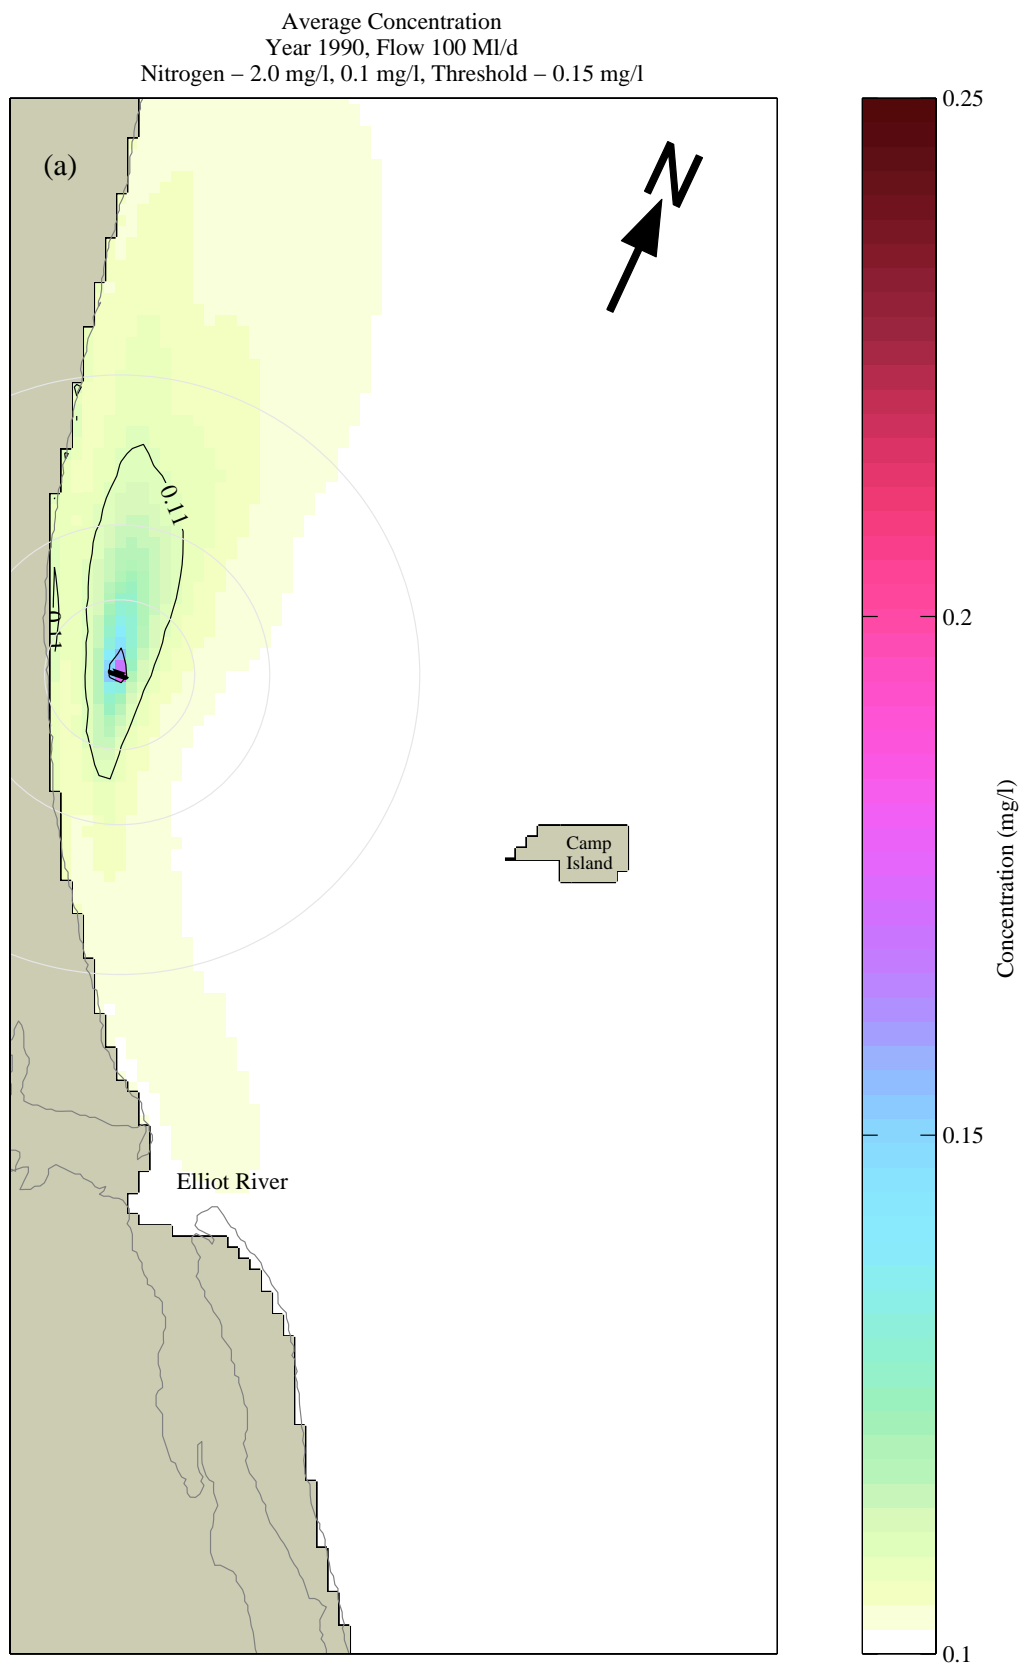 Average Concentration
Year 1990, Flow 100 Ml/d
Nitrogen – 2.0 mg/l, 0.1 mg/l, Threshold – 0.15 mg/l
(a)
N
0.25
0.11
0.11
0.2
Camp
Island
Concentration (mg/l)
0.15
Elliot River
0.1